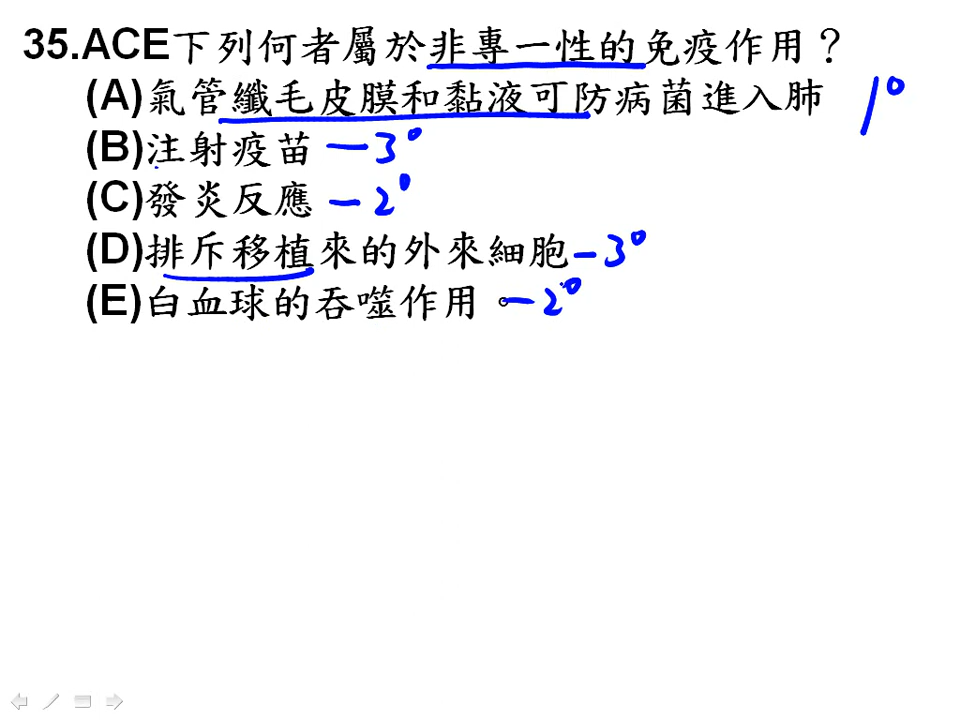 35.ACE下列何者屬於非專一性的免疫作用？ 
(A)氣管纖毛皮膜和黏液可防病菌進入肺 1°
(B)注射疫苗 —3°
(C)發炎反應 —2°
(D)排斥移植來的外來細胞 —3°
(E)白血球的吞噬作用。—2°